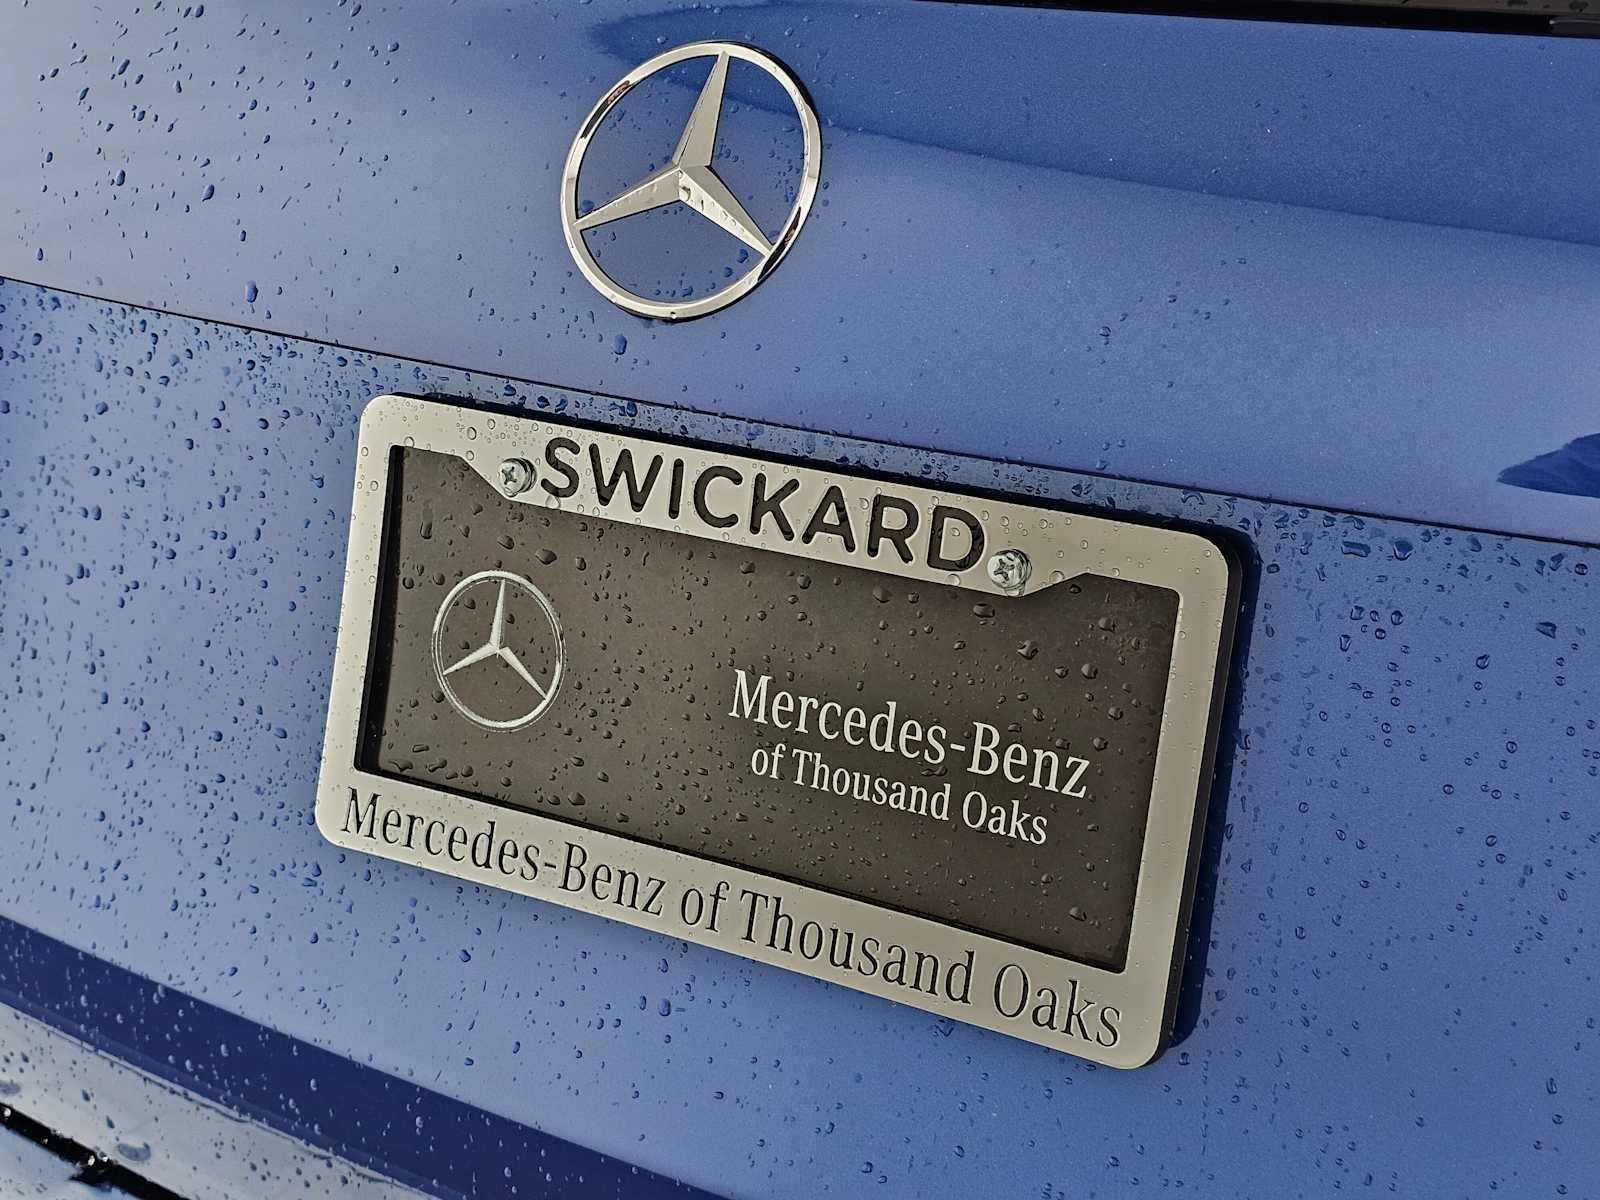 SWICKARD
Mercedes-Benz
of Thousand Oaks
Mercedes-Benz of Thousand Oaks